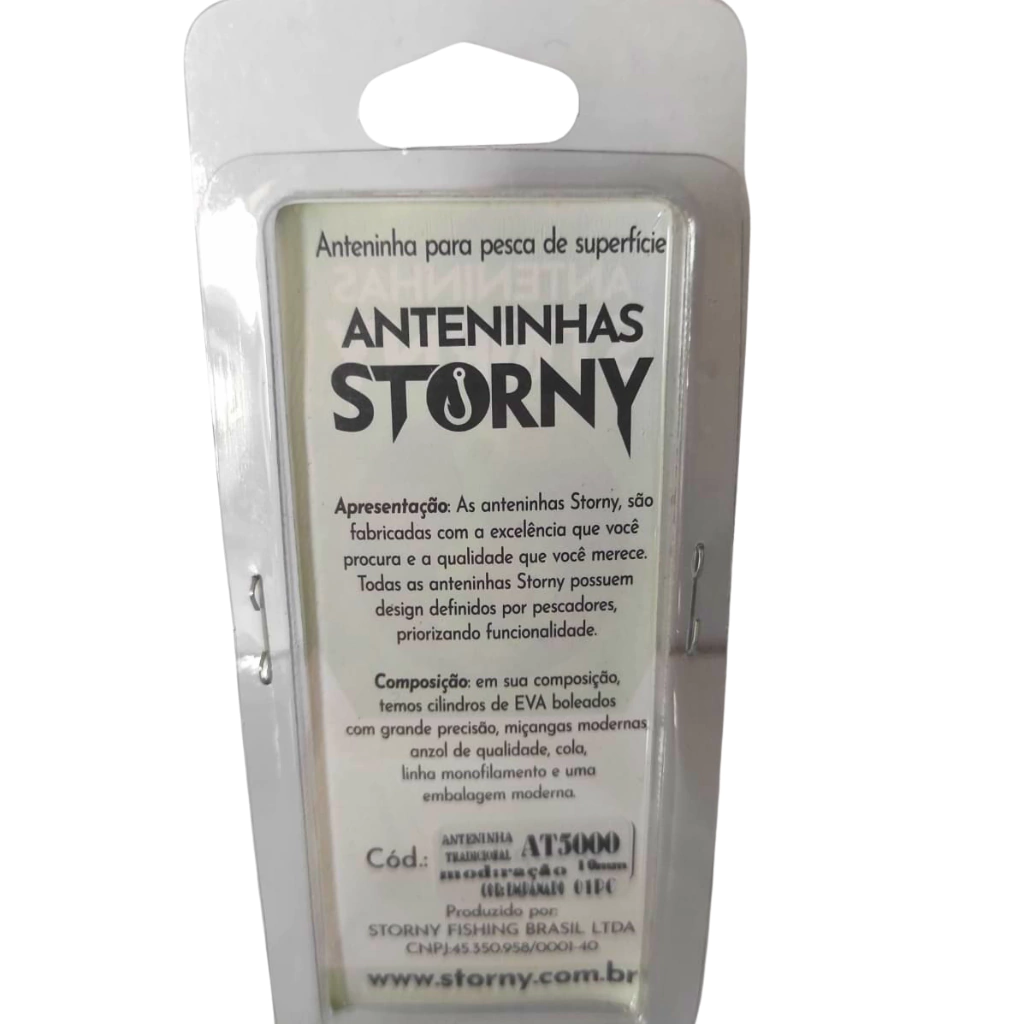 Anteninha para pesca de superfície
ANTENINHAS
STORNY
Apresentação: As anteninhas Storny, são
fabricadas com a excelência que você
procura e a qualidade que você merece.
Todas as anteninhas Storny possuem
design definidos por pescadores,
priorizando funcionalidade.
Composição: em sua composição,
temos cilindros de EVA boleados
com grande precisão, miçangas modernas
anzol de qualidade, cola,
linha monofilamento e uma
embalagem moderna.
Cód.:
ANTENINHA
TRADICIONAL
AT5000
COR: EMPANADO 01PC
Produzido por:
STORNY FISHING BRASIL LTDA
CNPJ:45.350.958/0001-40
www.storny.com.br